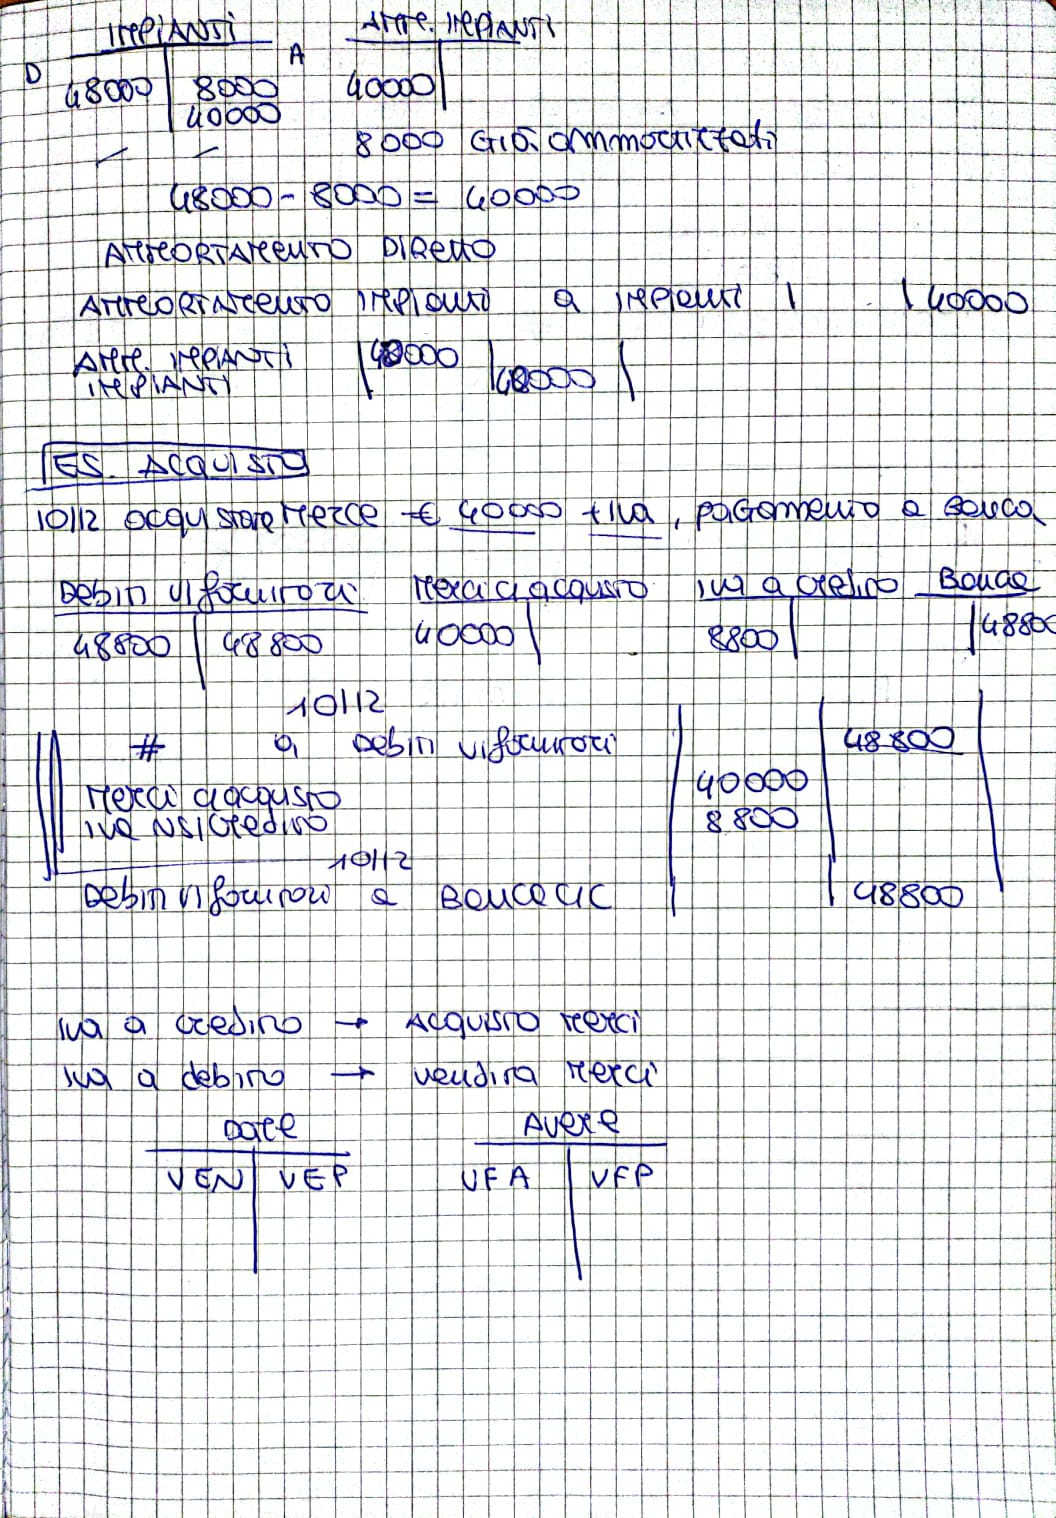 IMPIANTI AMM. IMPIANTI
D A
48000 8000 40000
40000
8000 Già ammortizzati
48000 - 8000 = 40000
AMMORTAMENTO DIRETTO
AMMORTAMENTO IMPIANTI a IMPIANTI 40000
AMM. IMPIANTI 40000
IMPIANTI 40000
ES. ACQUISTO
10/12 acquistate merce € 40000 + iva, pagamento a Banca
Debiti v/fornitori Merci c/acquisto iva a credito Banca
48800 48800 40000 8800 48800
10/12
# a Debiti v/fornitori 48800
Merci c/acquisto 40000
iva ns/credito 8800
10/12
Debiti v/fornitori a Banca c/c 48800
iva a credito → Acquisto merci
iva a debito → vendita merci
Dare Avere
VEN VEP VFA VFP